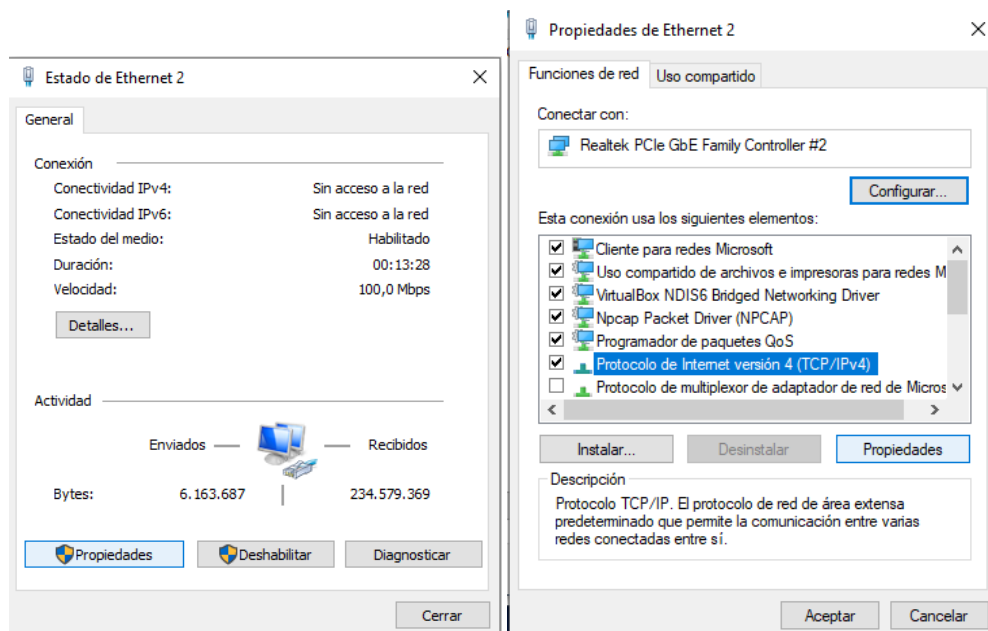 Estado de Ethernet 2
General
Conexión
Conectividad IPv4: Sin acceso a la red
Conectividad IPv6: Sin acceso a la red
Estado del medio: Habilitado
Duración: 00:13:28
Velocidad: 100,0 Mbps
Detalles...
Actividad
Enviados Recibidos
Bytes: 6.163.687 234.579.369
Propiedades Deshabilitar Diagnosticar
Cerrar
Propiedades de Ethernet 2
Funciones de red Uso compartido
Conectar con:
Realtek PCIe GbE Family Controller #2
Configurar...
Esta conexión usa los siguientes elementos:
Cliente para redes Microsoft
Uso compartido de archivos e impresoras para redes M
VirtualBox NDIS6 Bridged Networking Driver
Npcap Packet Driver (NPCAP)
Programador de paquetes QoS
Protocolo de Internet versión 4 (TCP/IPv4)
Protocolo de multiplexor de adaptador de red de Micros
Instalar... Desinstalar Propiedades
Descripción
Protocolo TCP/IP. El protocolo de red de área extensa
predeterminado que permite la comunicación entre varias
redes conectadas entre sí.
Aceptar Cancelar